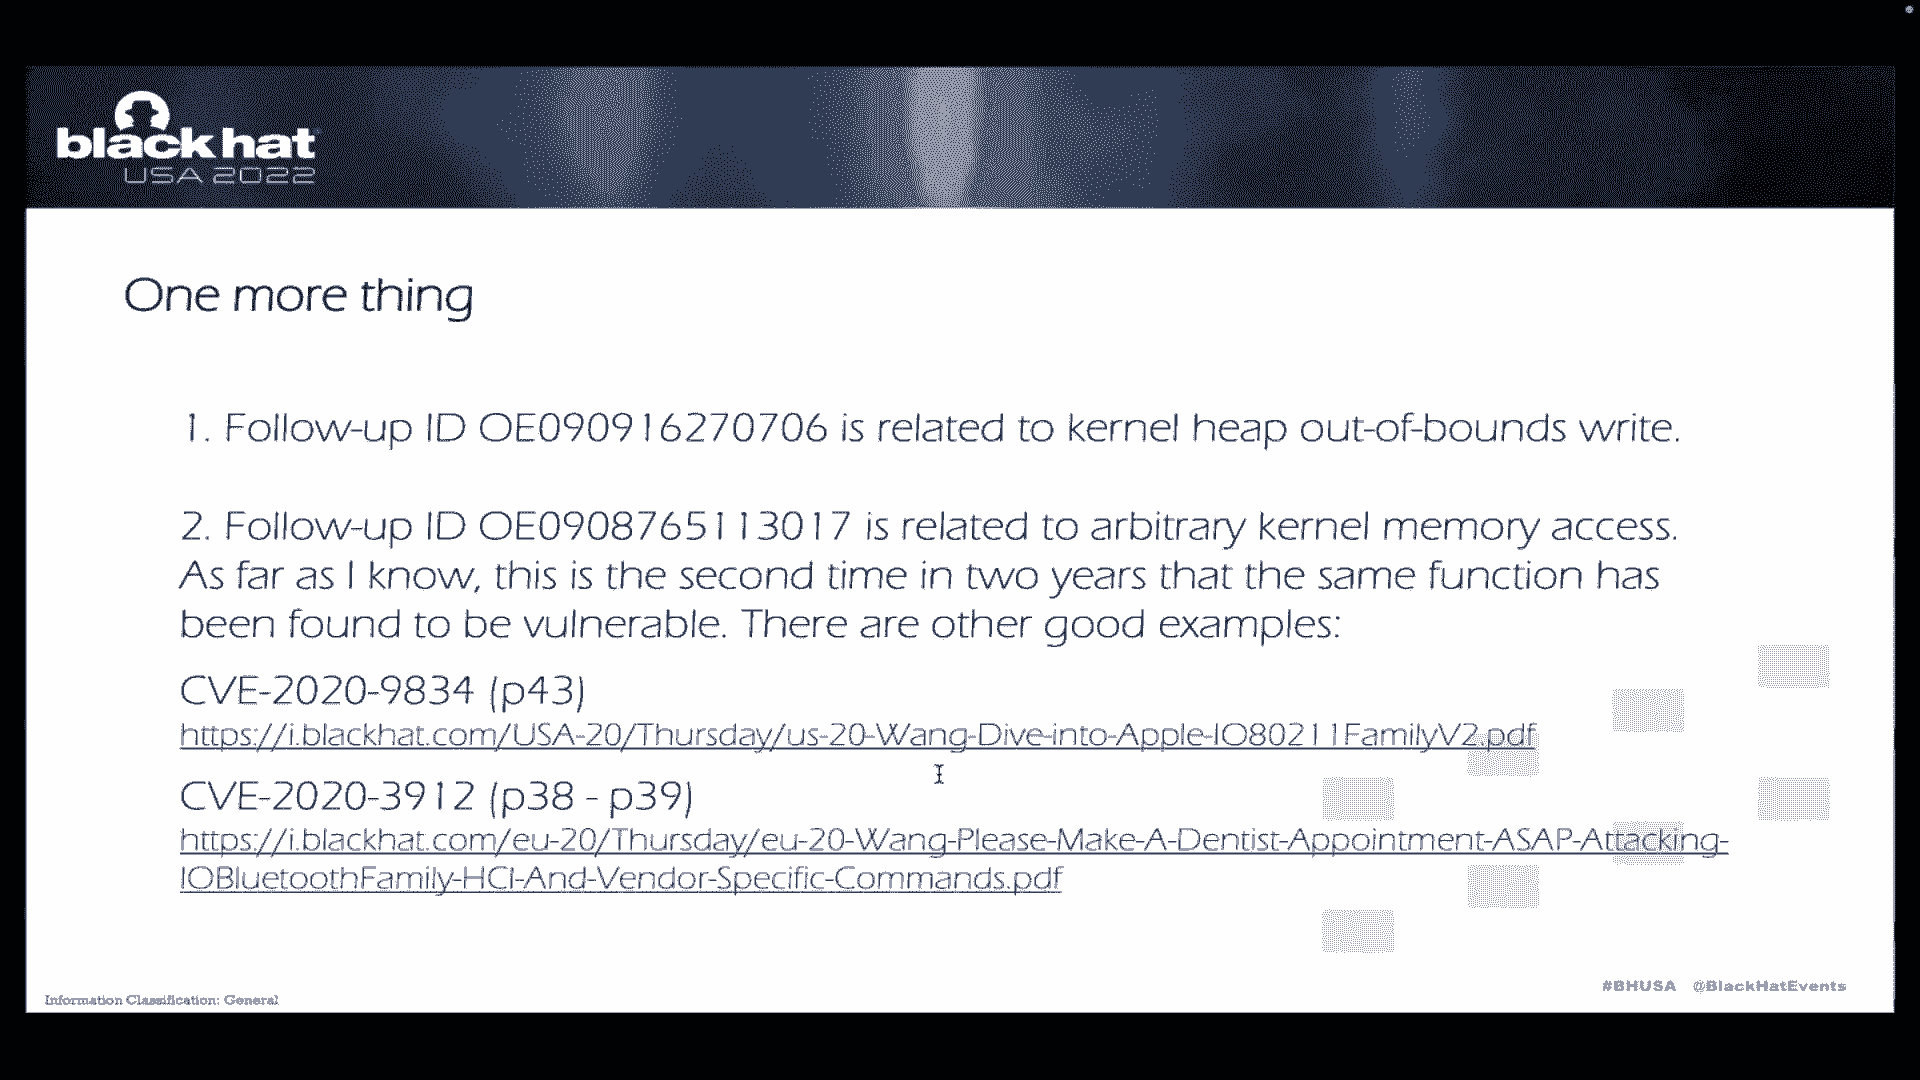 black hat
USA 2022
One more thing
1. Follow-up ID OE090916270706 is related to kernel heap out-of-bounds write.
2. Follow-up ID OE0908765113017 is related to arbitrary kernel memory access.
As far as I know, this is the second time in two years that the same function has
been found to be vulnerable. There are other good examples:
CVE-2020-9834 (p43)
https://i.blackhat.com/USA-20/Thursday/us-20-Wang-Dive-into-Apple-IO80211FamilyV2.pdf
CVE-2020-3912 (p38 - p39)
https://i.blackhat.com/eu-20/Thursday/eu-20-Wang-Please-Make-A-Dentist-Appointment-ASAP-Attacking-
IOBluetoothFamily-HCI-And-Vendor-Specific-Commands.pdf
Information Classification: General
#BHUSA @BlackHatEvents